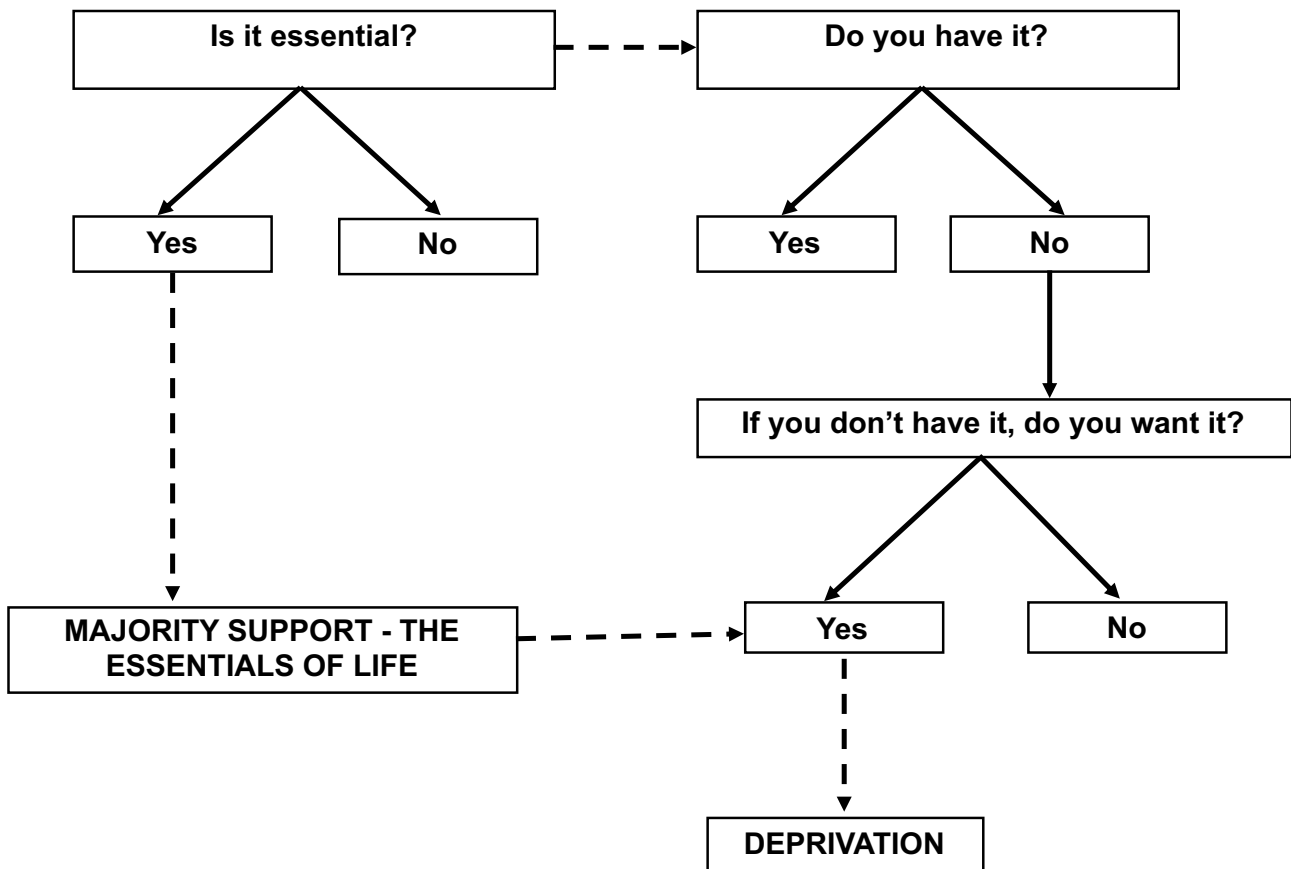 Is it essential?
Do you have it?
Yes
No
Yes
No
If you don't have it, do you want it?
MAJORITY SUPPORT - THE
ESSENTIALS OF LIFE
Yes
No
DEPRIVATION